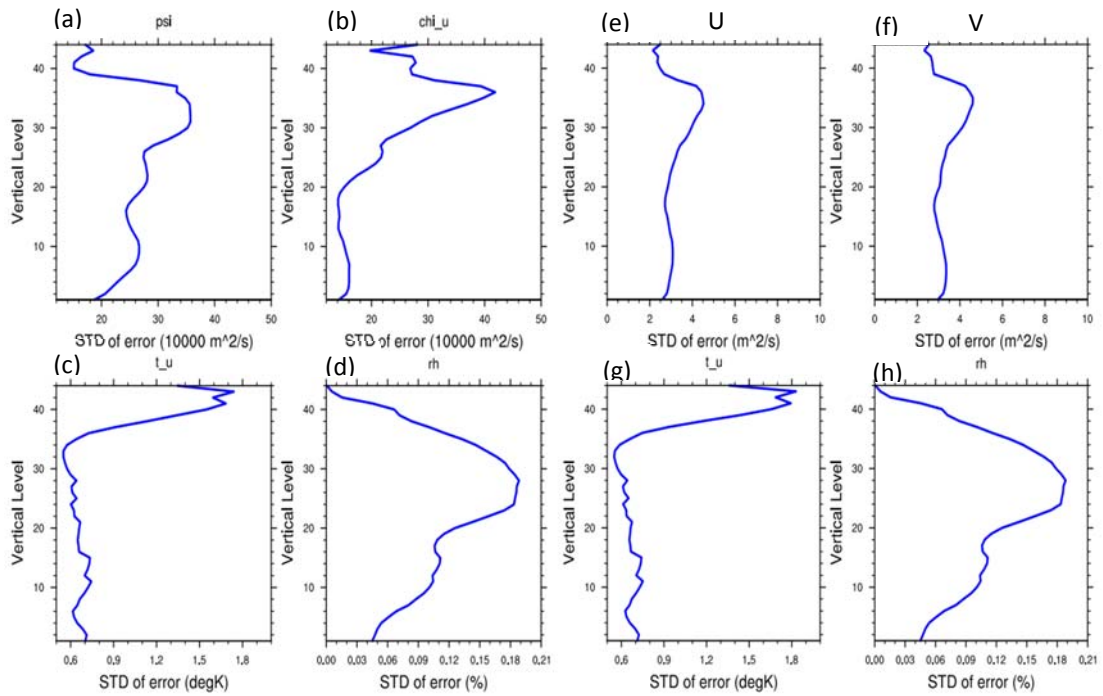 (a) psi
(b) chi_u
(e) U
(f) V
Vertical Level
40
30
20
10
20 30 40 50
STD of error (10000 m^2/s)
Vertical Level
40
30
20
10
20 30 40 50
STD of error (10000 m^2/s)
Vertical Level
40
30
20
10
0 2 4 6 8 10
STD of error (m^2/s)
Vertical Level
40
30
20
10
0 2 4 6 8 10
STD of error (m^2/s)
(c) t_u
(d) rh
(g) t_u
(h) rh
Vertical Level
40
30
20
10
0,6 0,9 1,2 1,5 1,8
STD of error (degK)
Vertical Level
40
30
20
10
0,00 0,03 0,06 0,09 0,12 0,15 0,18 0,21
STD of error (%)
Vertical Level
40
30
20
10
0,6 0,9 1,2 1,5 1,8
STD of error (degK)
Vertical Level
40
30
20
10
0,00 0,03 0,06 0,09 0,12 0,15 0,18 0,21
STD of error (%)